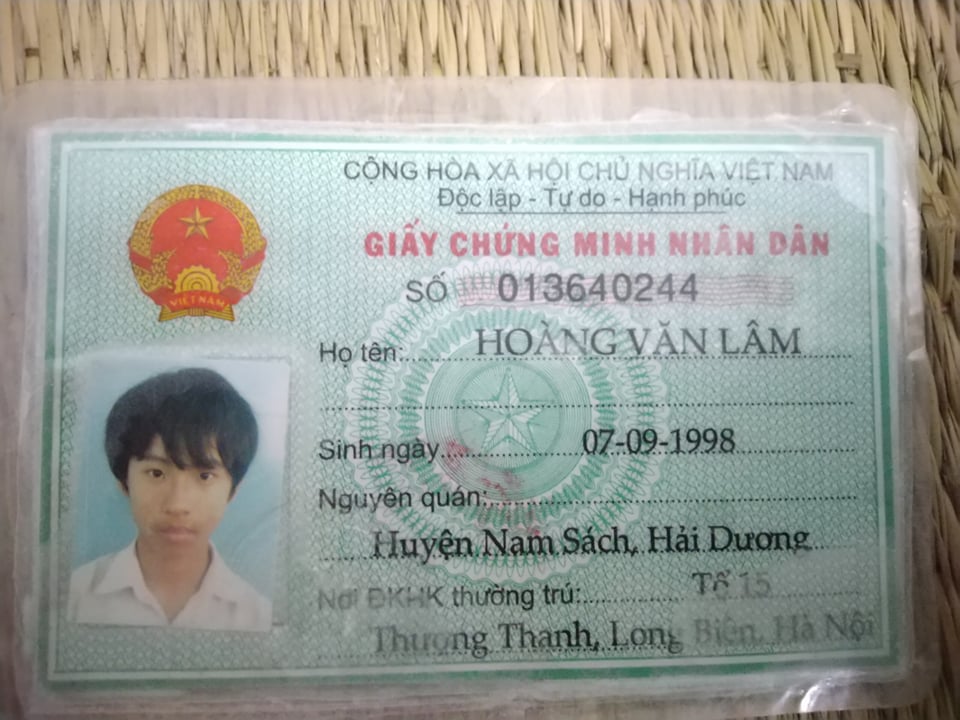 CỘNG HÒA XÃ HỘI CHỦ NGHĨA VIỆT NAM
Độc lập - Tự do - Hạnh phúc
GIẤY CHỨNG MINH NHÂN DÂN
SỐ 013640244
VIỆT NAM
Họ tên:..... HOÀNG VĂN LÂM
Sinh ngày..... 07-09-1998
Nguyên quán:.....
Huyện Nam Sách, Hải Dương
Nơi ĐKHK thường trú:..... Tổ 15
Thượng Thanh, Long Biên, Hà Nội